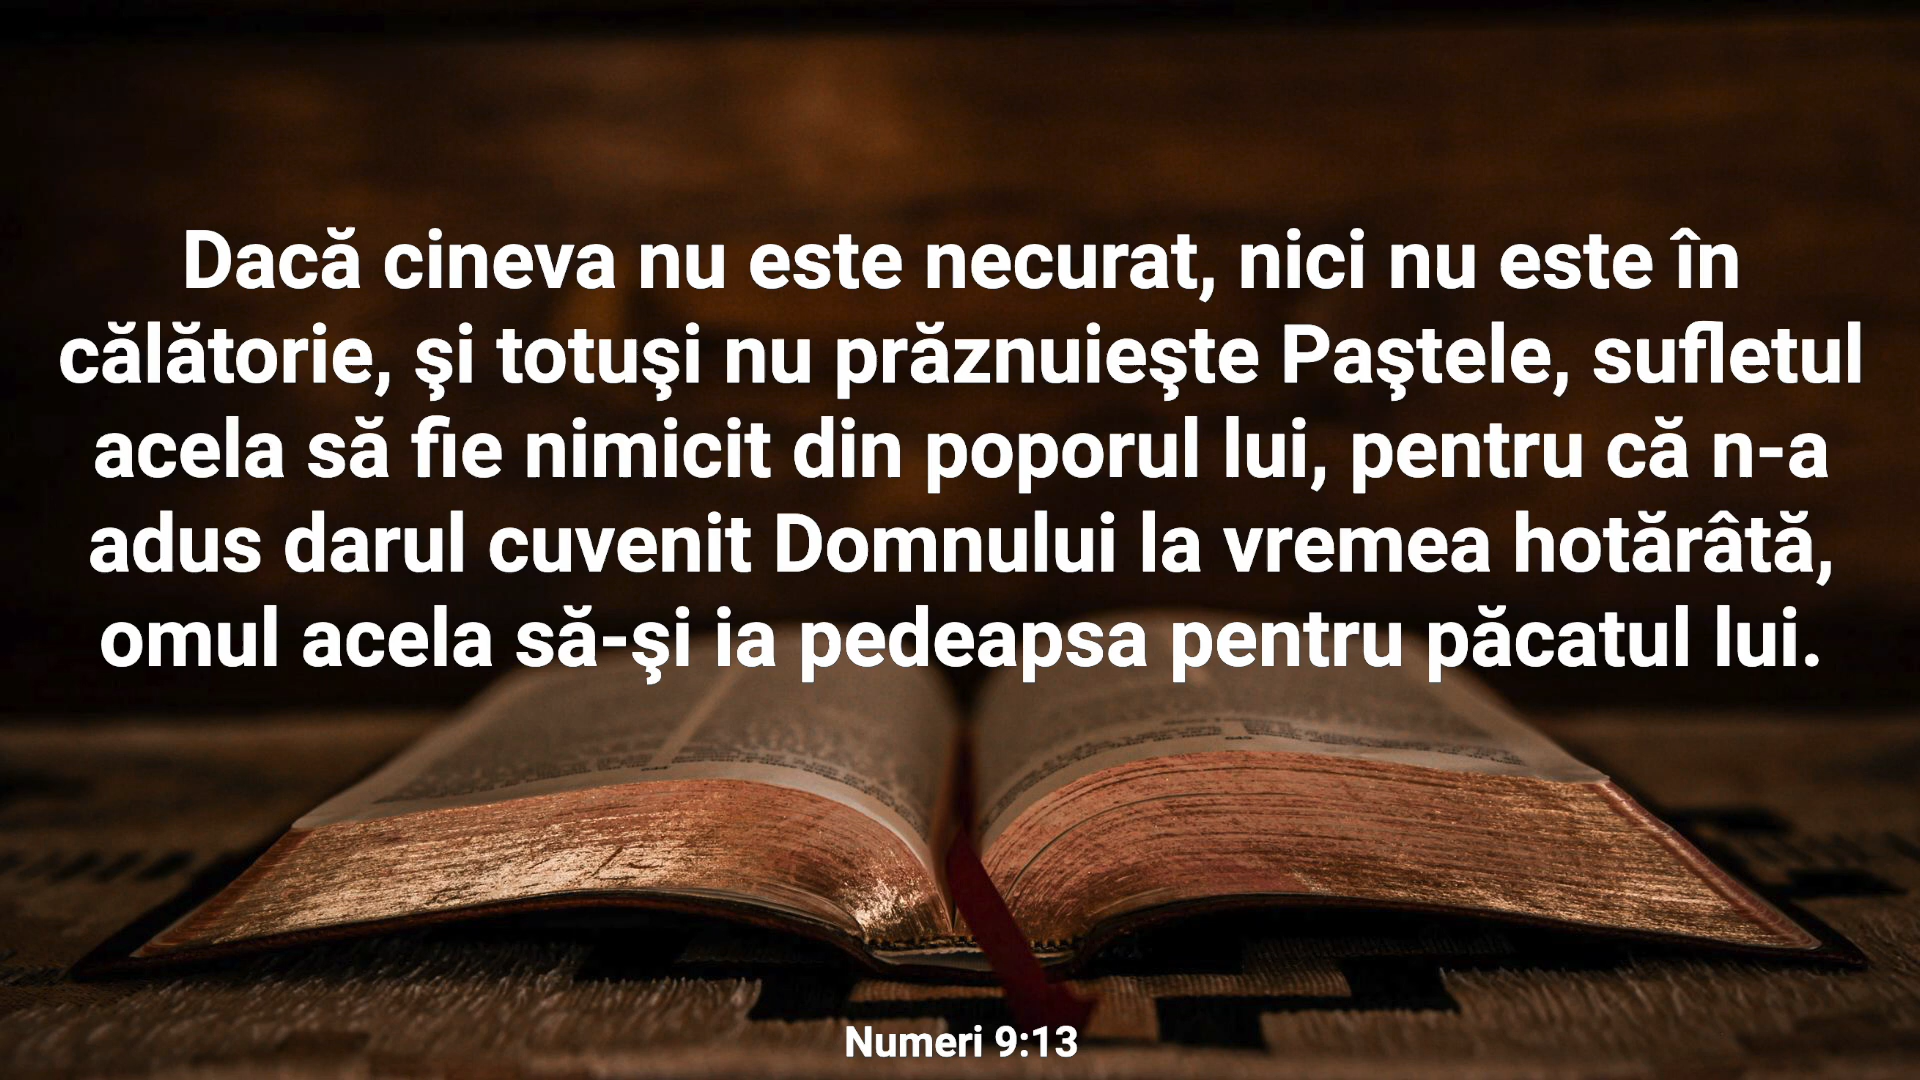 Dacă cineva nu este necurat, nici nu este în
călătorie, şi totuşi nu prăznuieşte Paştele, sufletul
acela să fie nimicit din poporul lui, pentru că n-a
adus darul cuvenit Domnului la vremea hotărâtă,
omul acela să-şi ia pedeapsa pentru păcatul lui.
Numeri 9:13